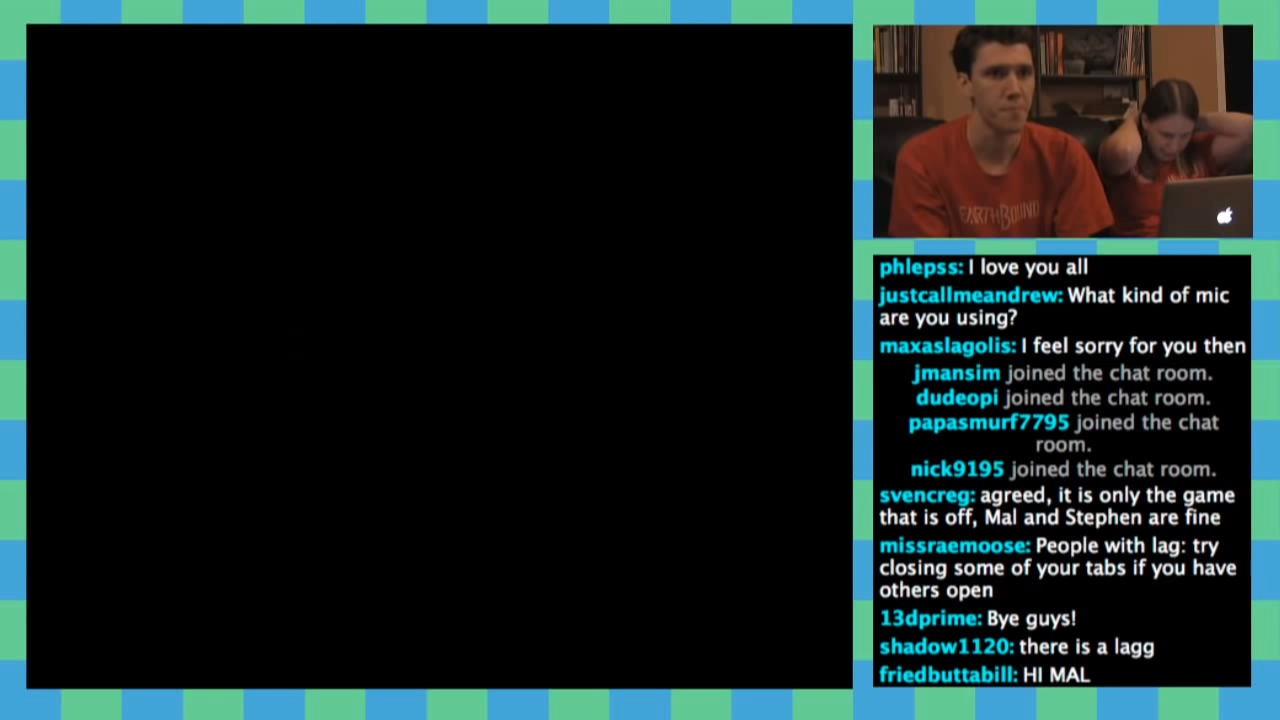 EARTHBOUND
phlepss: I love you all
justcallmeandrew: What kind of mic
are you using?
maxaslagolis: I feel sorry for you then
jmansim joined the chat room.
dudeopi joined the chat room.
papasmurf7795 joined the chat
room.
nick9195 joined the chat room.
svencreg: agreed, it is only the game
that is off, Mal and Stephen are fine
missraemoose: People with lag: try
closing some of your tabs if you have
others open
13dprime: Bye guys!
shadow1120: there is a lagg
friedbuttabill: HI MAL